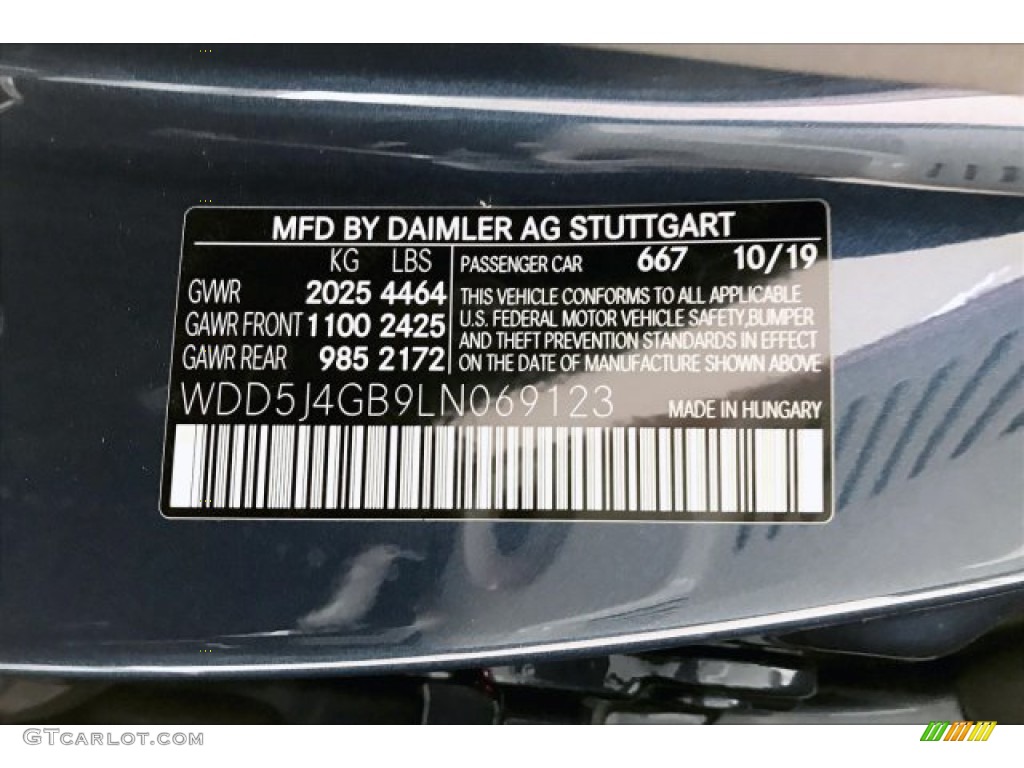 MFD BY DAIMLER AG STUTTGART
KG LBS PASSENGER CAR 667 10/19
GVWR 2025 4464
GAWR FRONT 1100 2425
GAWR REAR 985 2172
THIS VEHICLE CONFORMS TO ALL APPLICABLE
U.S. FEDERAL MOTOR VEHICLE SAFETY,BUMPER
AND THEFT PREVENTION STANDARDS IN EFFECT
ON THE DATE OF MANUFACTURE SHOWN ABOVE
WDD5J4GB9LN069123 MADE IN HUNGARY
GTCarlot.com